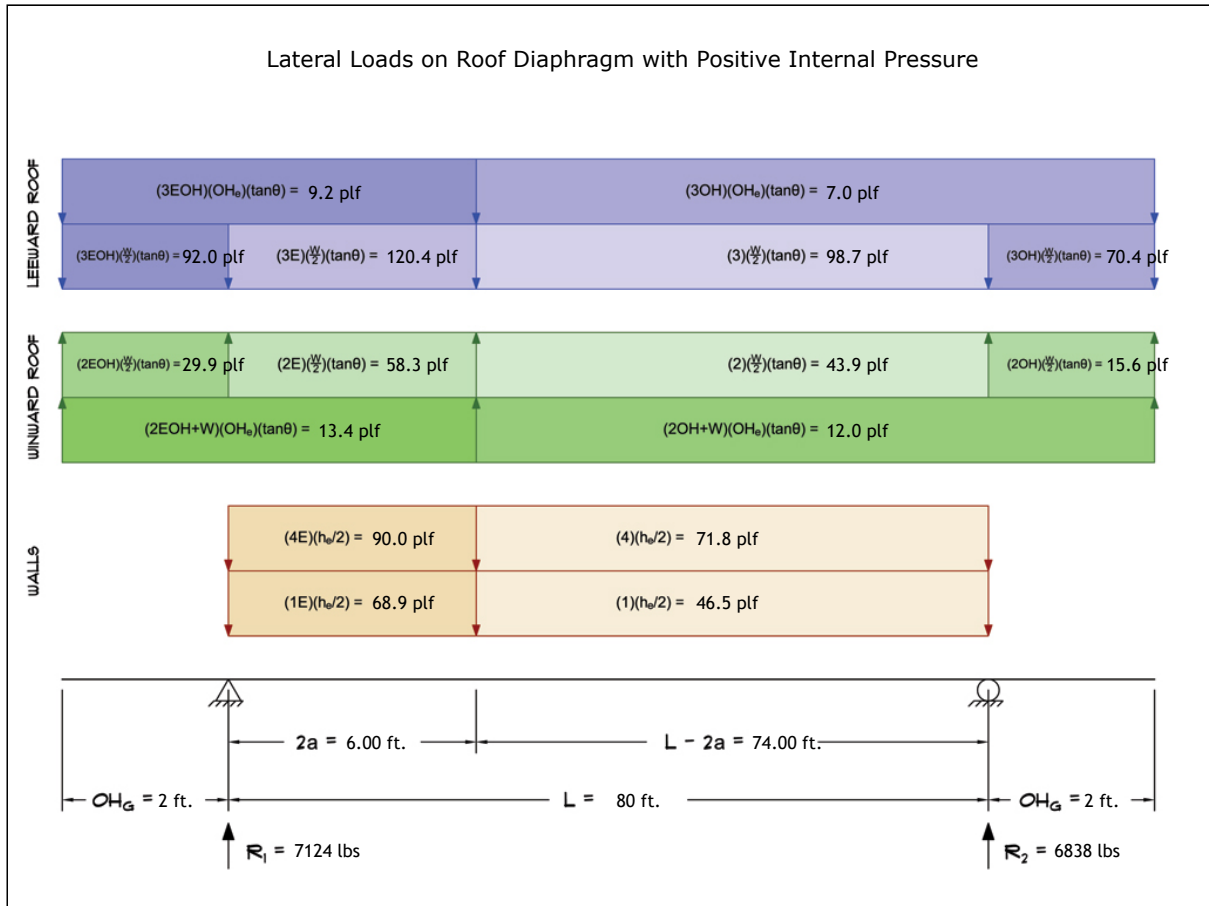 Lateral Loads on Roof Diaphragm with Positive Internal Pressure
LEEWARD ROOF
(3EOH)(OHₑ)(tanθ) = 9.2 plf
(3OH)(OHₑ)(tanθ) = 7.0 plf
(3EOH)(W/2)(tanθ) = 92.0 plf
(3E)(W/2)(tanθ) = 120.4 plf
(3)(W/2)(tanθ) = 98.7 plf
(3OH)(W/2)(tanθ) = 70.4 plf
WINWARD ROOF
(2EOH)(W/2)(tanθ) = 29.9 plf
(2E)(W/2)(tanθ) = 58.3 plf
(2)(W/2)(tanθ) = 43.9 plf
(2OH)(W/2)(tanθ) = 15.6 plf
(2EOH+W)(OHₑ)(tanθ) = 13.4 plf
(2OH+W)(OHₑ)(tanθ) = 12.0 plf
WALLS
(4E)(hₑ/2) = 90.0 plf
(4)(hₑ/2) = 71.8 plf
(1E)(hₑ/2) = 68.9 plf
(1)(hₑ/2) = 46.5 plf
2a = 6.00 ft.
L - 2a = 74.00 ft.
OH_G = 2 ft.
L = 80 ft.
OH_G = 2 ft.
R₁ = 7124 lbs
R₂ = 6838 lbs